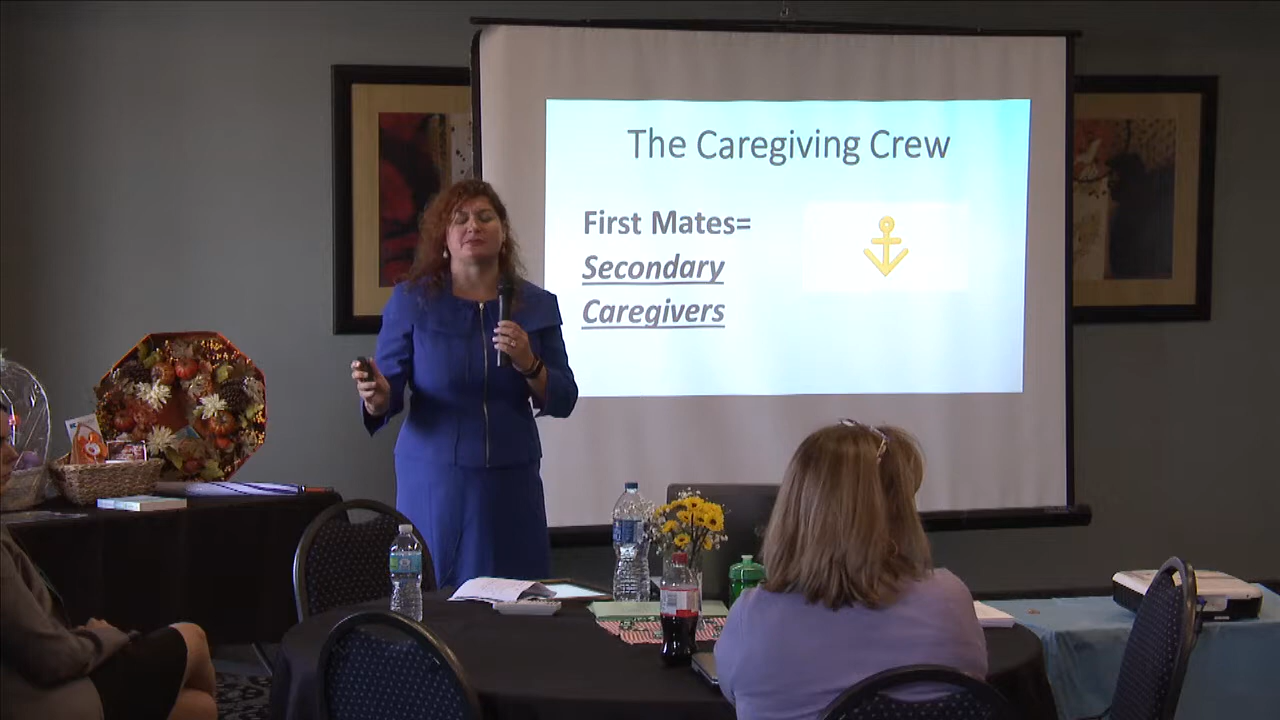 The Caregiving Crew
First Mates=
Secondary
Caregivers